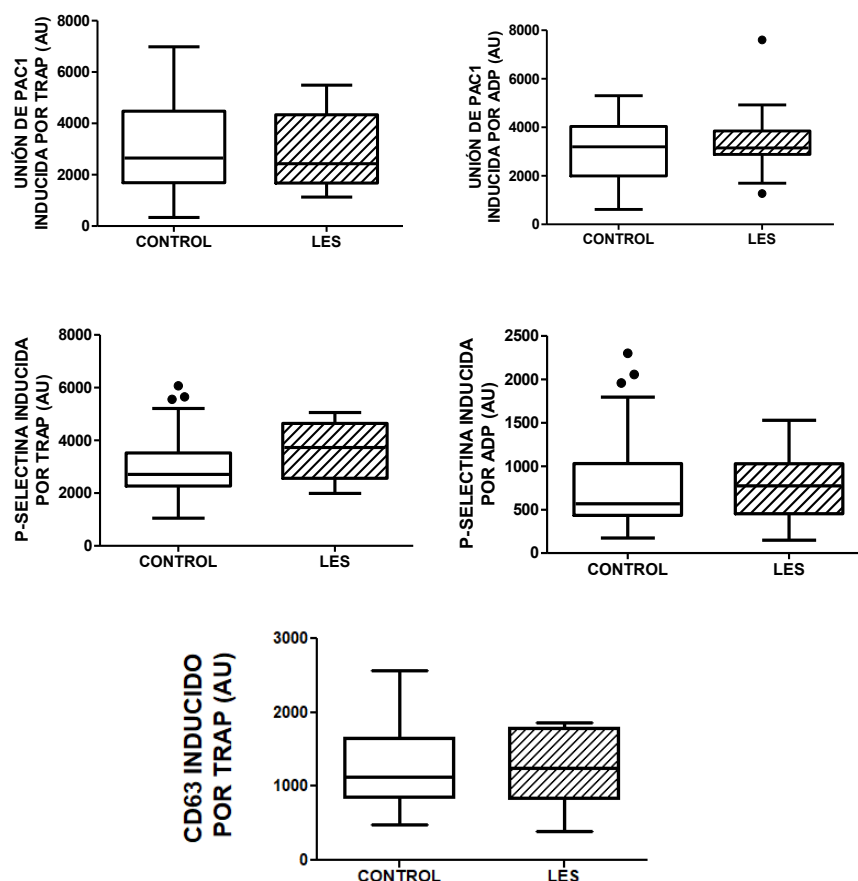 UNIÓN DE PAC1
INDUCIDA POR TRAP (AU)
8000
6000
4000
2000
0
CONTROL
LES
UNIÓN DE PAC1
INDUCIDA POR ADP (AU)
8000
6000
4000
2000
0
CONTROL
LES
P-SELECTINA INDUCIDA
POR TRAP (AU)
8000
6000
4000
2000
0
CONTROL
LES
P-SELECTINA INDUCIDA
POR ADP (AU)
2500
2000
1500
1000
500
0
CONTROL
LES
CD63 INDUCIDO
POR TRAP (AU)
3000
2000
1000
0
CONTROL
LES